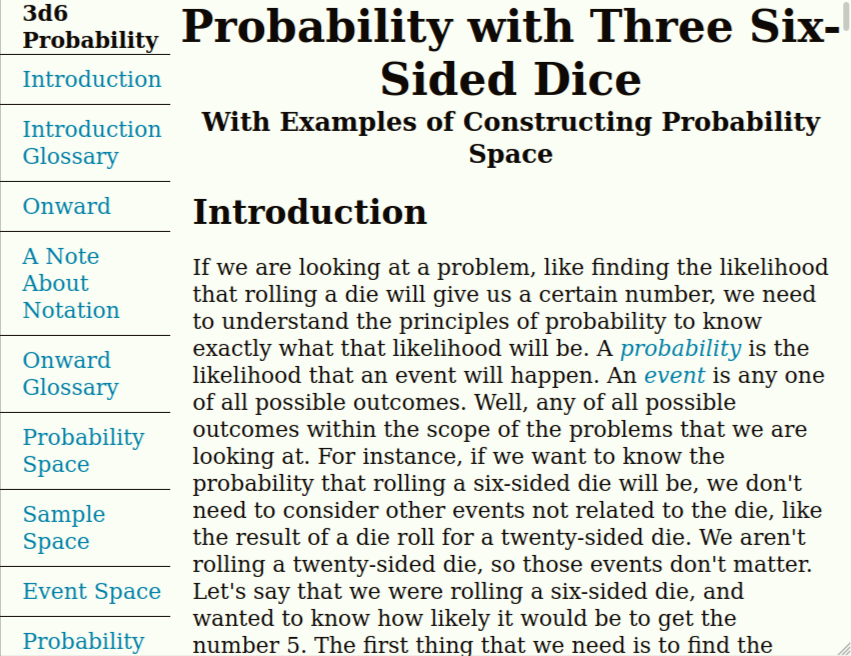 3d6
Probability
Introduction
Introduction
Glossary
Onward
A Note
About
Notation
Onward
Glossary
Probability
Space
Sample
Space
Event Space
Probability
Probability with Three Six-
Sided Dice
With Examples of Constructing Probability
Space
Introduction
If we are looking at a problem, like finding the likelihood
that rolling a die will give us a certain number, we need
to understand the principles of probability to know
exactly what that likelihood will be. A probability is the
likelihood that an event will happen. An event is any one
of all possible outcomes. Well, any of all possible
outcomes within the scope of the problems that we are
looking at. For instance, if we want to know the
probability that rolling a six-sided die will be, we don't
need to consider other events not related to the die, like
the result of a die roll for a twenty-sided die. We aren't
rolling a twenty-sided die, so those events don't matter.
Let's say that we were rolling a six-sided die, and
wanted to know how likely it would be to get the
number 5. The first thing that we need is to find the